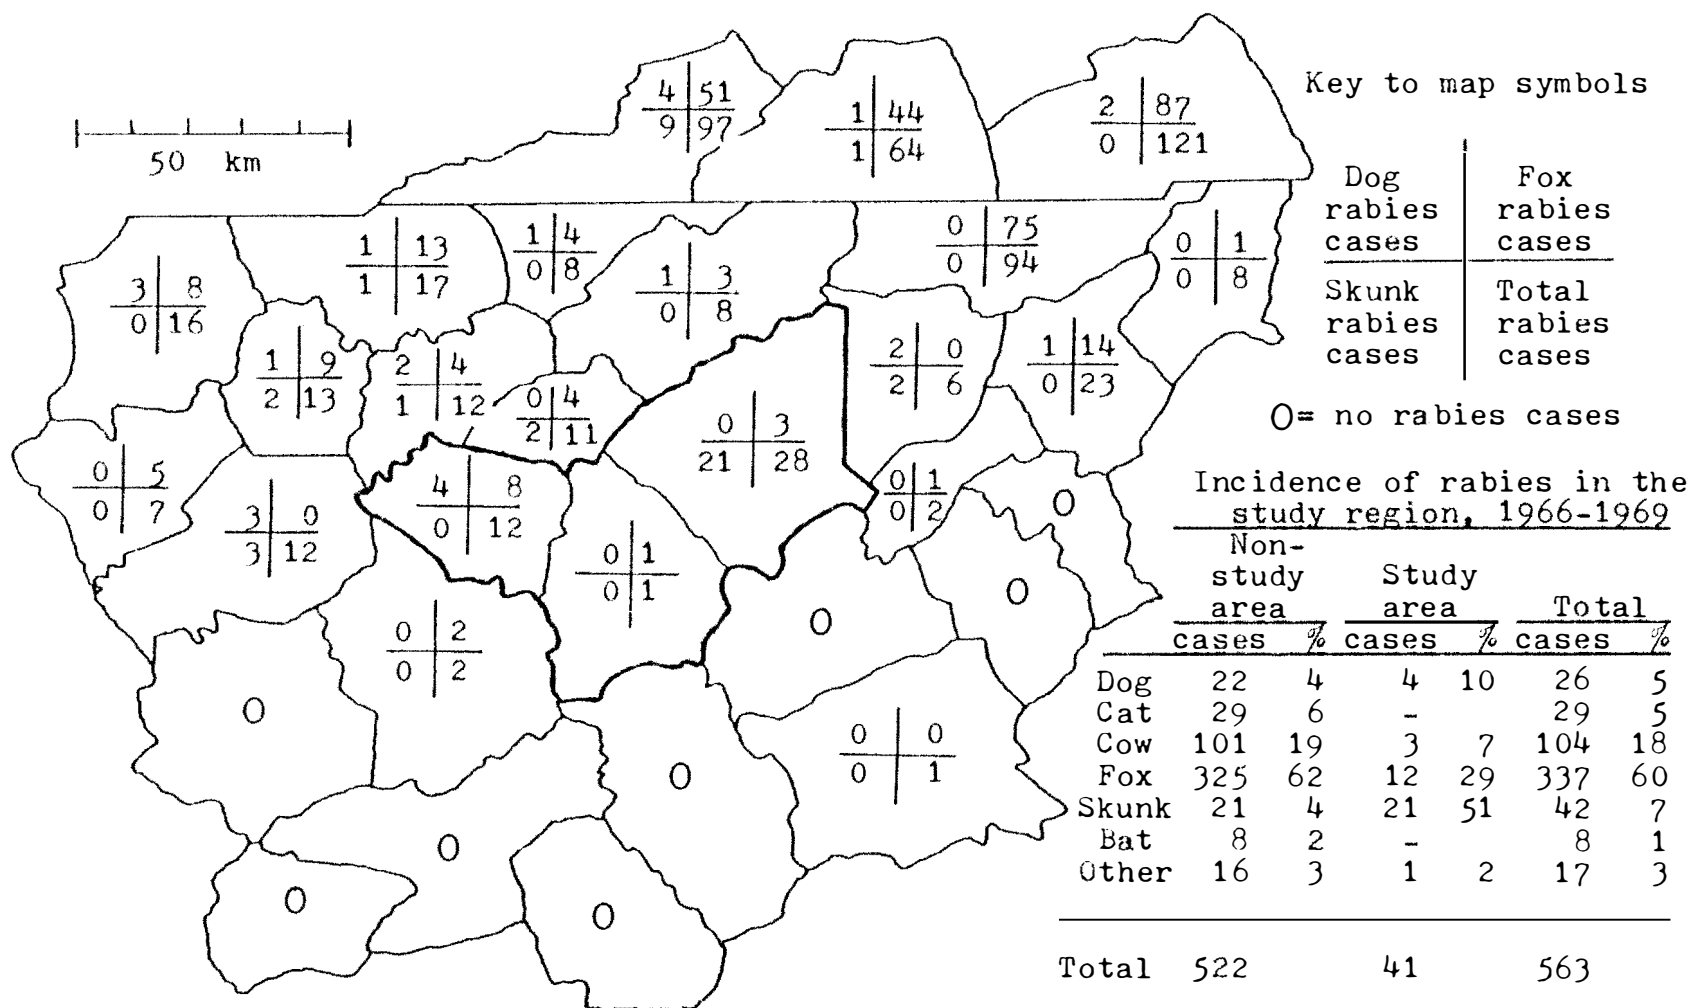 4 51
9 97
1 44
1 64
2 87
0 121
50 km
1 13
1 17
1 4
0 8
1 3
0 8
0 75
0 94
0 1
0 8
3 8
0 16
1 9
2 13
2 4
1 12
0 4
2 11
2 0
2 6
1 14
0 23
0 3
21 28
0 5
0 7
3 0
3 12
4 8
0 12
0 1
0 1
0 1
0 2
0
0
0
0 2
0 2
0
0 0
0 1
0
0
0
0
Key to map symbols
Dog Fox
rabies rabies
cases cases
Skunk Total
rabies rabies
cases cases
0= no rabies cases
Incidence of rabies in the
study region, 1966-1969
Non-
study Study
area area Total
cases % cases % cases %
Dog 22 4 4 10 26 5
Cat 29 6 - 29 5
Cow 101 19 3 7 104 18
Fox 325 62 12 29 337 60
Skunk 21 4 21 51 42 7
Bat 8 2 - 8 1
Other 16 3 1 2 17 3
Total 522 41 563